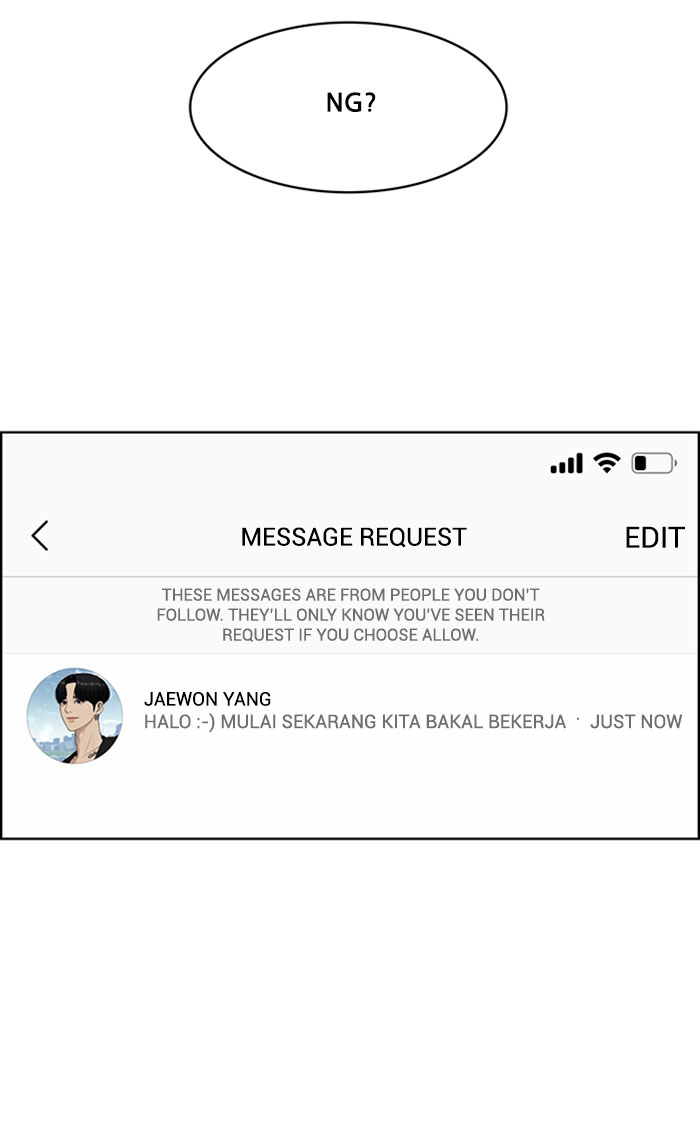 NG?
MESSAGE REQUEST
EDIT
THESE MESSAGES ARE FROM PEOPLE YOU DON'T
FOLLOW. THEY'LL ONLY KNOW YOU'VE SEEN THEIR
REQUEST IF YOU CHOOSE ALLOW.
JAEWON YANG
HALO :-) MULAI SEKARANG KITA BAKAL BEKERJA · JUST NOW